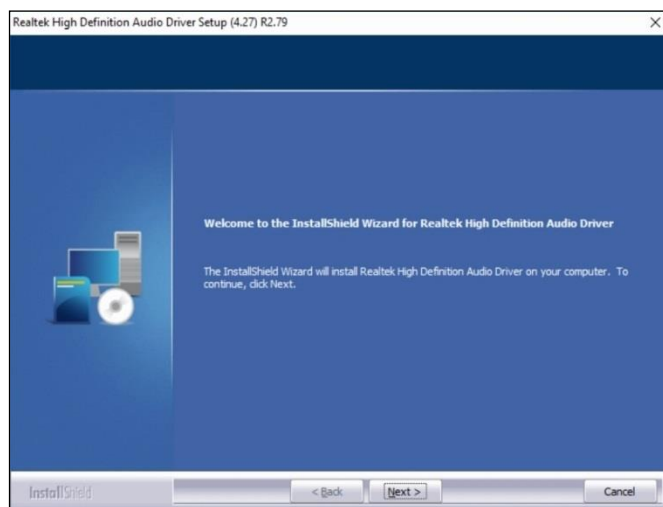 Realtek High Definition Audio Driver Setup (4.27) R2.79
Welcome to the InstallShield Wizard for Realtek High Definition Audio Driver
The InstallShield Wizard will install Realtek High Definition Audio Driver on your computer. To
continue, click Next.
InstallShield
< Back
Next >
Cancel